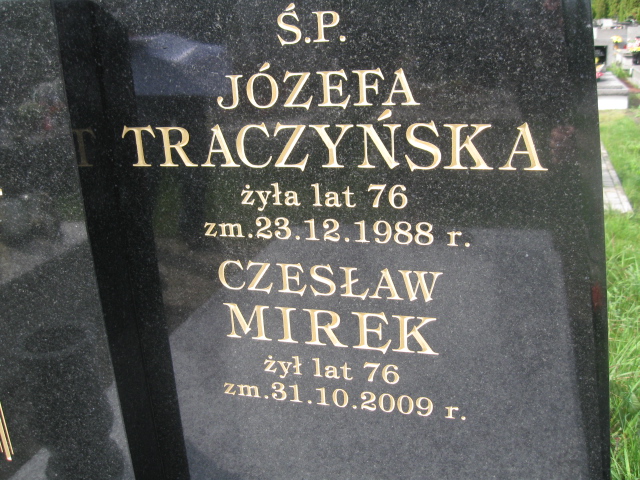 Ś.P.
JÓZEFA
TRACZYŃSKA
żyła lat 76
zm.23.12.1988 r.
CZESŁAW
MIREK
żył lat 76
zm.31.10.2009 r.